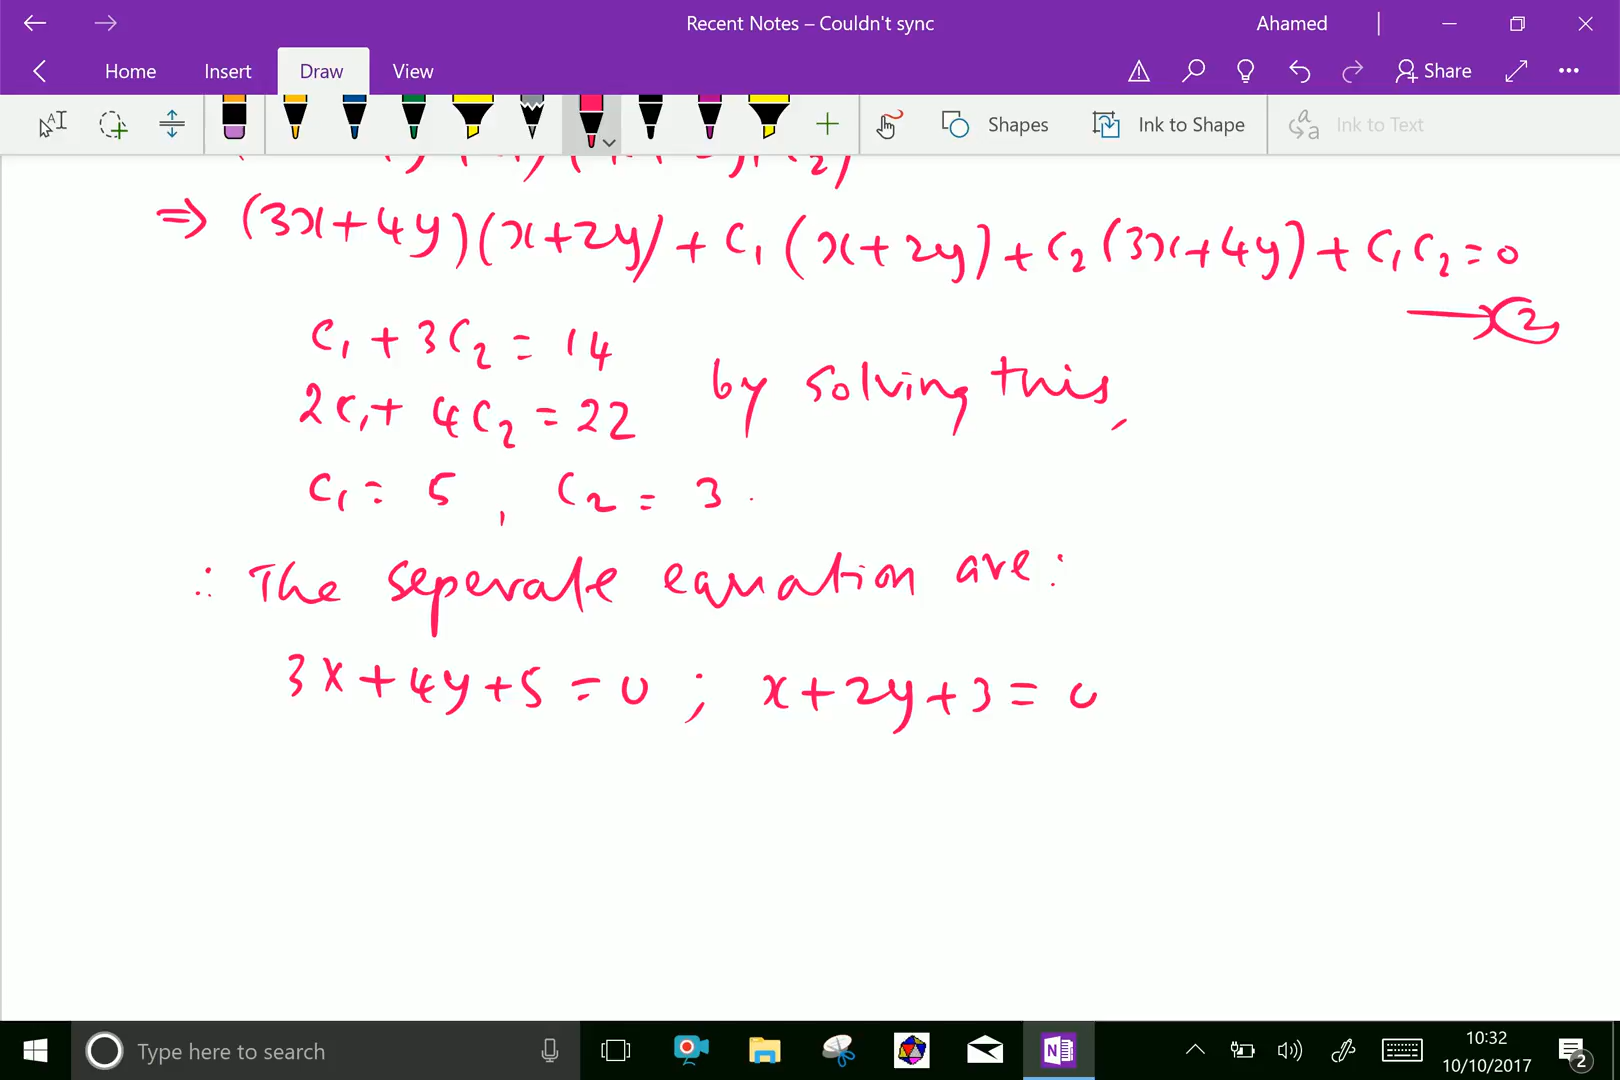 Recent Notes – Couldn't sync
Ahamed
Home Insert Draw View
Share
Shapes Ink to Shape Ink to Text
⇒ (3x+4y)(x+2y) + C₁(x+2y) + C₂(3x+4y) + C₁C₂ = 0
→(2)
C₁ + 3C₂ = 14
2C₁ + 4C₂ = 22 by solving this,
C₁ = 5, C₂ = 3.
∴ The seperate equation are:
3x+4y+5 = 0 ; x+2y+3 = 0
Type here to search
10:32
10/10/2017
2